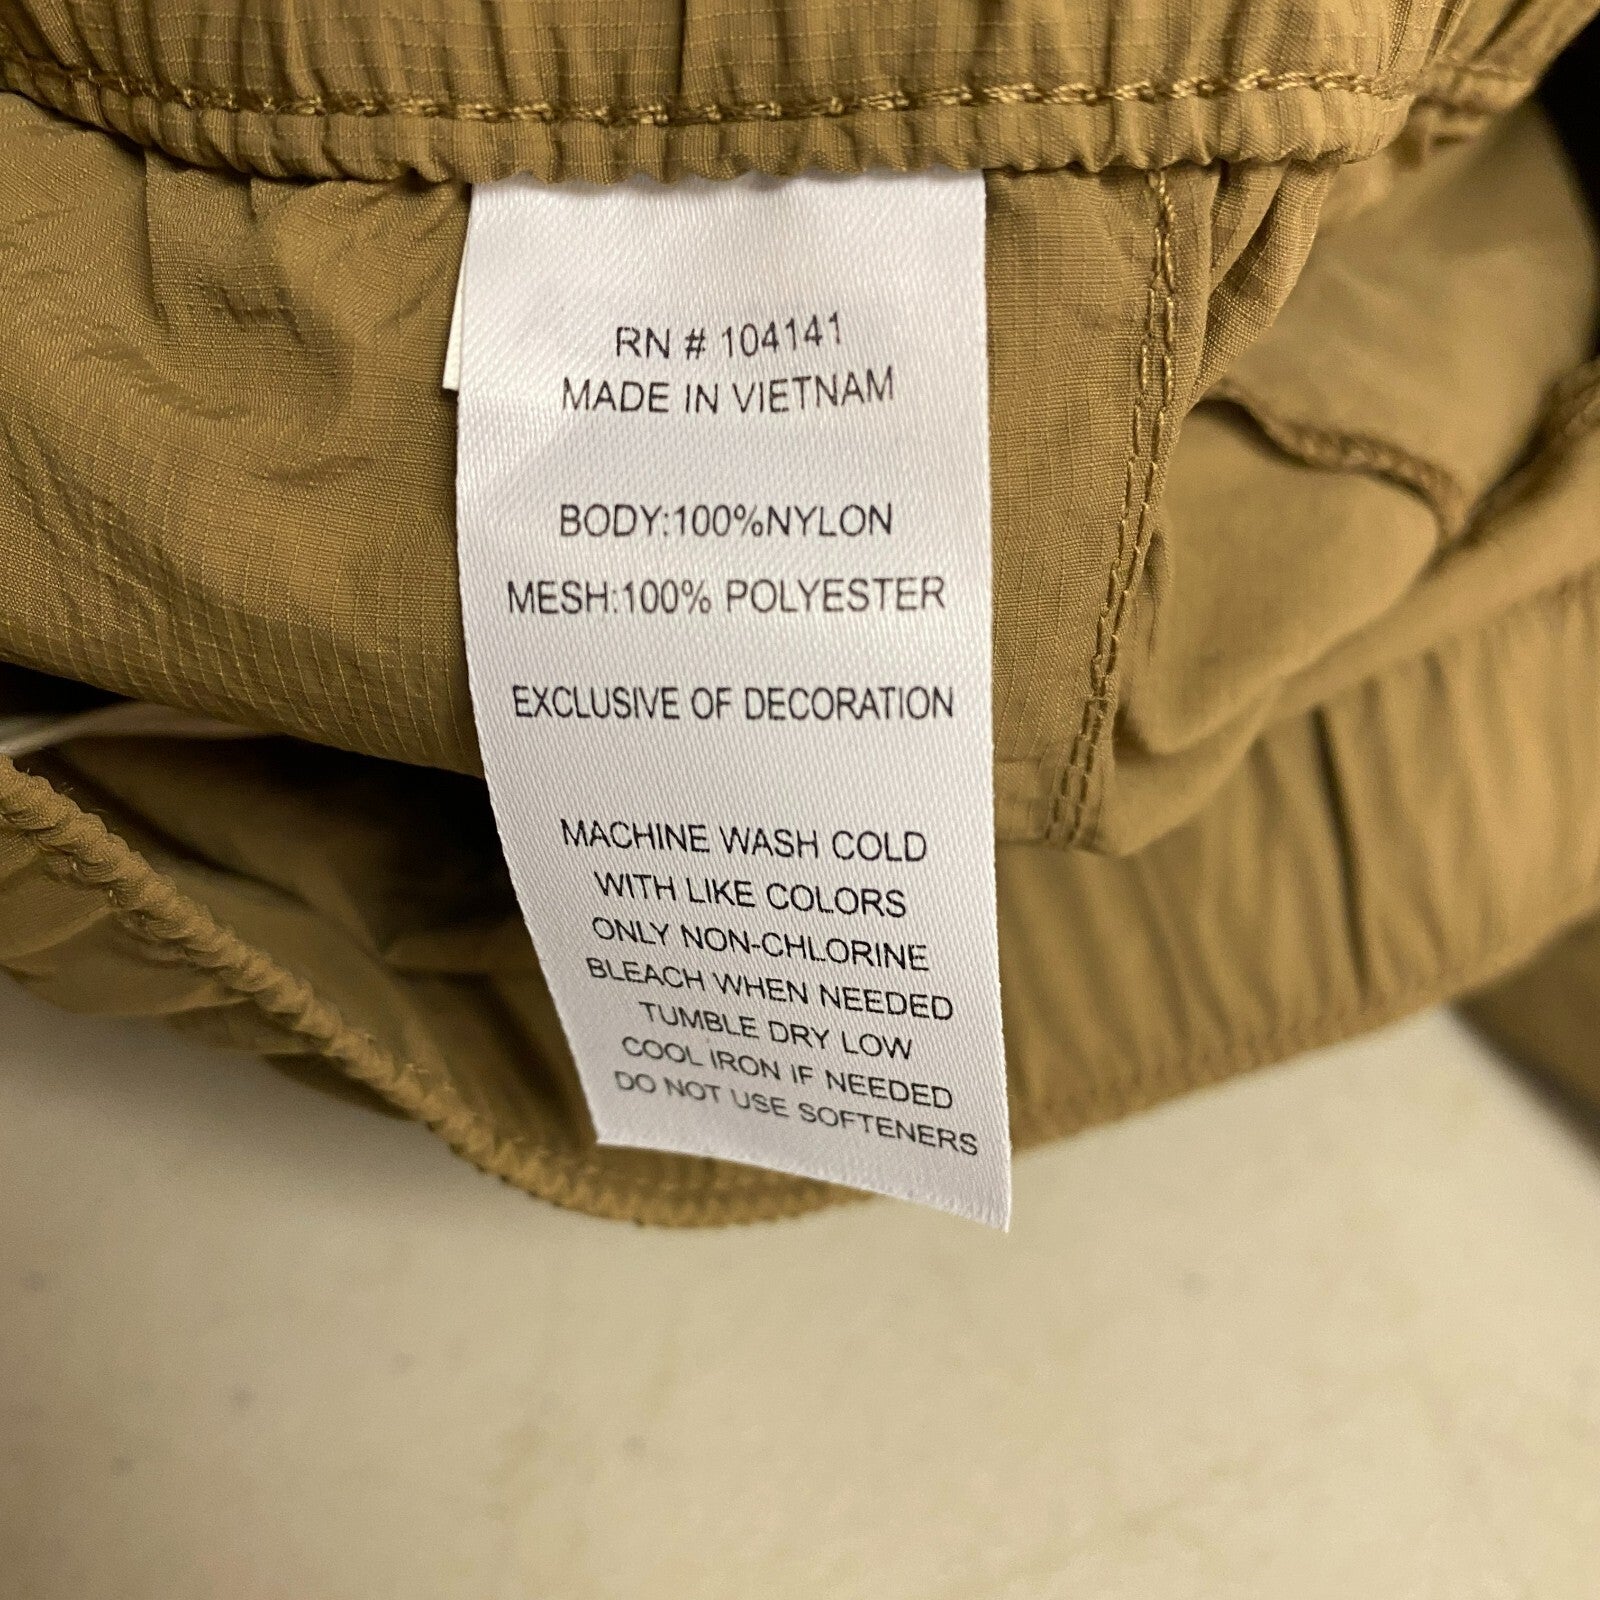 RN # 104141
MADE IN VIETNAM
BODY:100%NYLON
MESH:100% POLYESTER
EXCLUSIVE OF DECORATION
MACHINE WASH COLD
WITH LIKE COLORS
ONLY NON-CHLORINE
BLEACH WHEN NEEDED
TUMBLE DRY LOW
COOL IRON IF NEEDED
DO NOT USE SOFTENERS